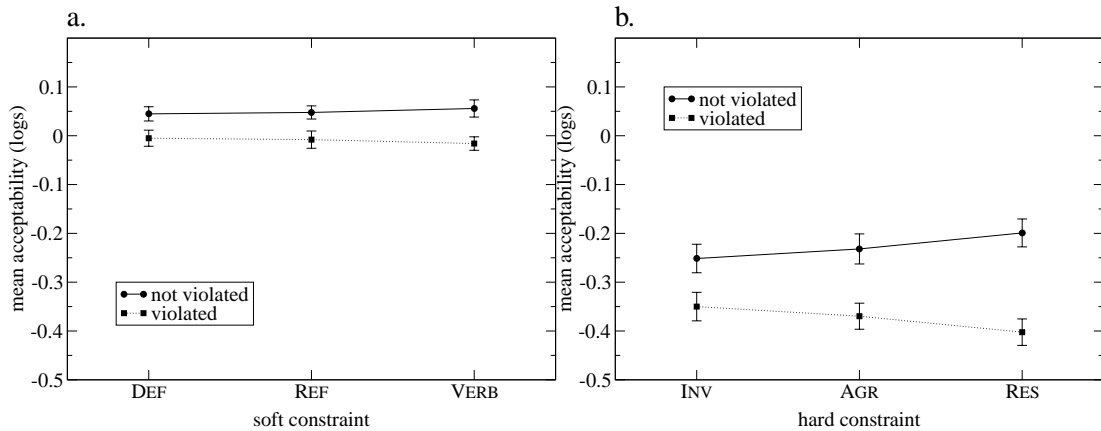 a.
mean acceptability (logs)
0.1
0
-0.1
-0.2
-0.3
-0.4
-0.5
not violated
violated
DEF REF VERB
soft constraint
b.
mean acceptability (logs)
0.1
0
-0.1
-0.2
-0.3
-0.4
-0.5
not violated
violated
INV AGR RES
hard constraint